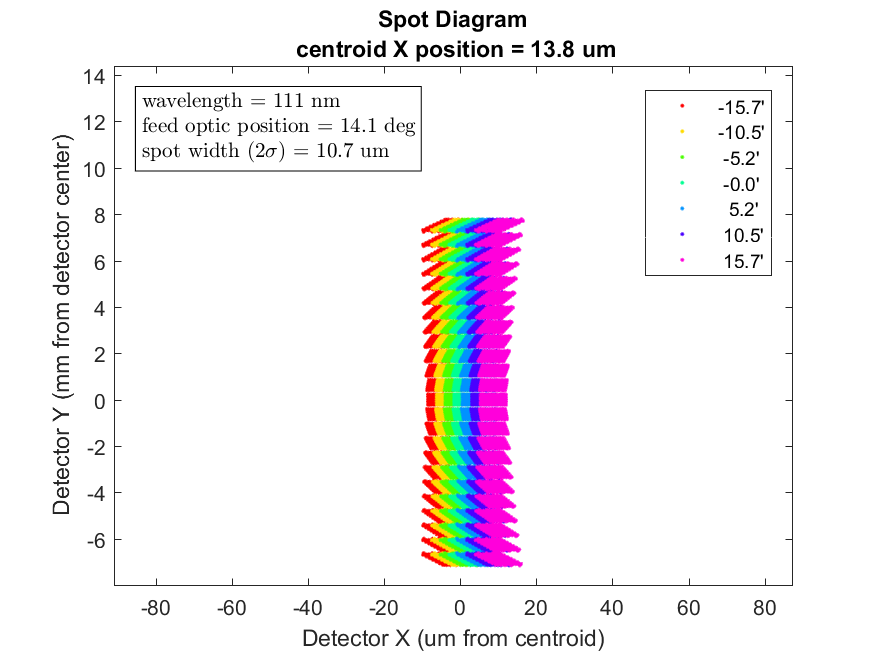 Spot Diagram
centroid X position = 13.8 um
wavelength = 111 nm
feed optic position = 14.1 deg
spot width (2σ) = 10.7 um
-15.7'
-10.5'
-5.2'
-0.0'
5.2'
10.5'
15.7'
14
12
10
8
6
4
2
0
-2
-4
-6
Detector Y (mm from detector center)
-80 -60 -40 -20 0 20 40 60 80
Detector X (um from centroid)